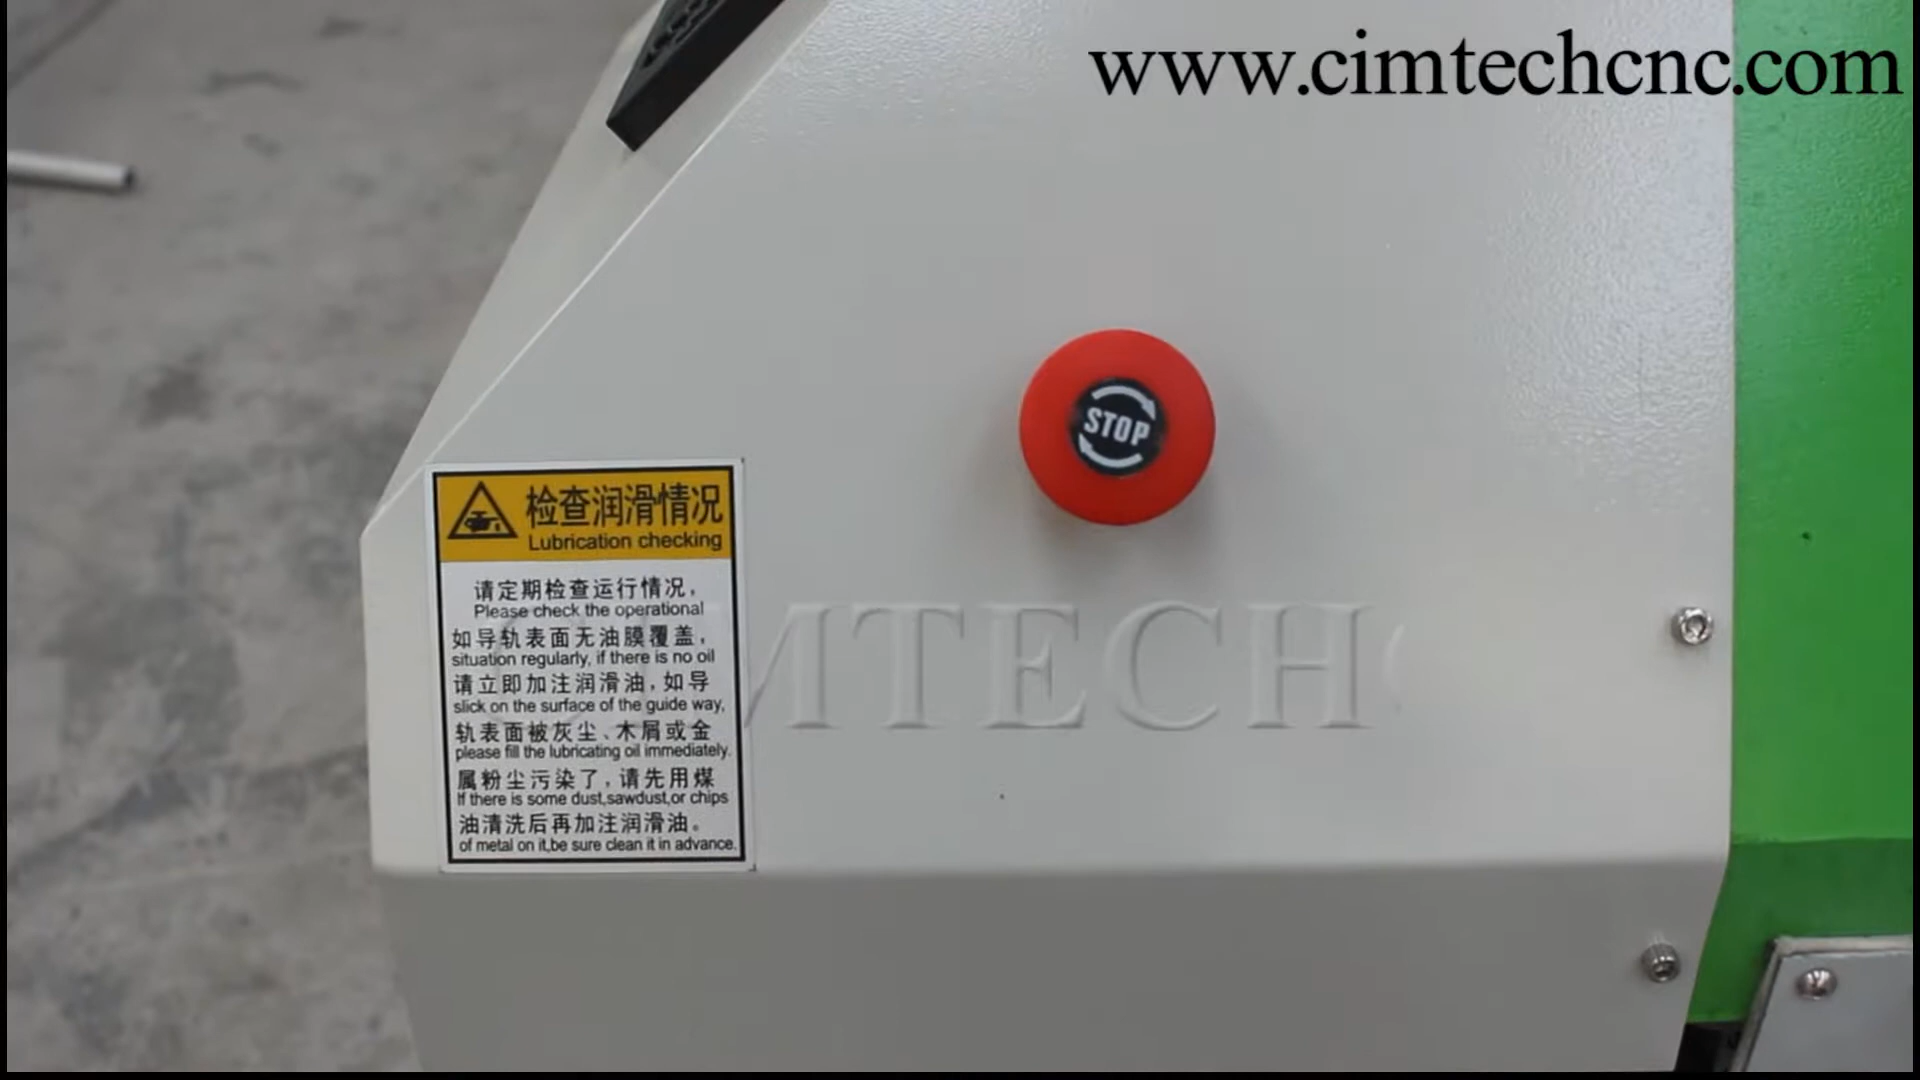 www.cimtechcnc.com
STOP
检查润滑情况
Lubrication checking
请定期检查运行情况，
Please check the operational
如导轨表面无油膜覆盖，
situation regularly, if there is no oil
请立即加注润滑油，如导
slick on the surface of the guide way,
轨表面被灰尘、木屑或金
please fill the lubricating oil immediately.
属粉尘污染了，请先用煤
If there is some dust,sawdust,or chips
油清洗后再加注润滑油。
of metal on it,be sure clean it in advance.
CIMTECH